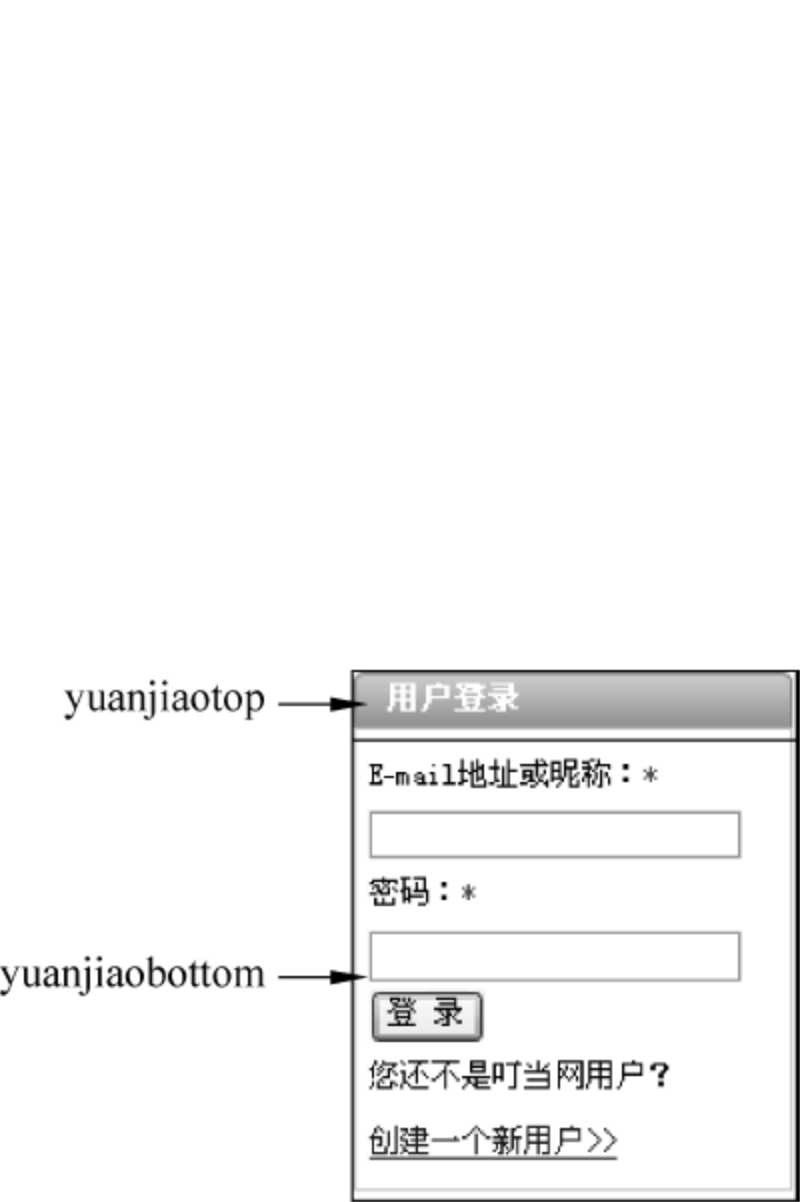 yuanjiaotop
用户登录
E-mail地址或昵称：*
密码：*
yuanjiaobottom
登 录
您还不是叮当网用户？
创建一个新用户>>